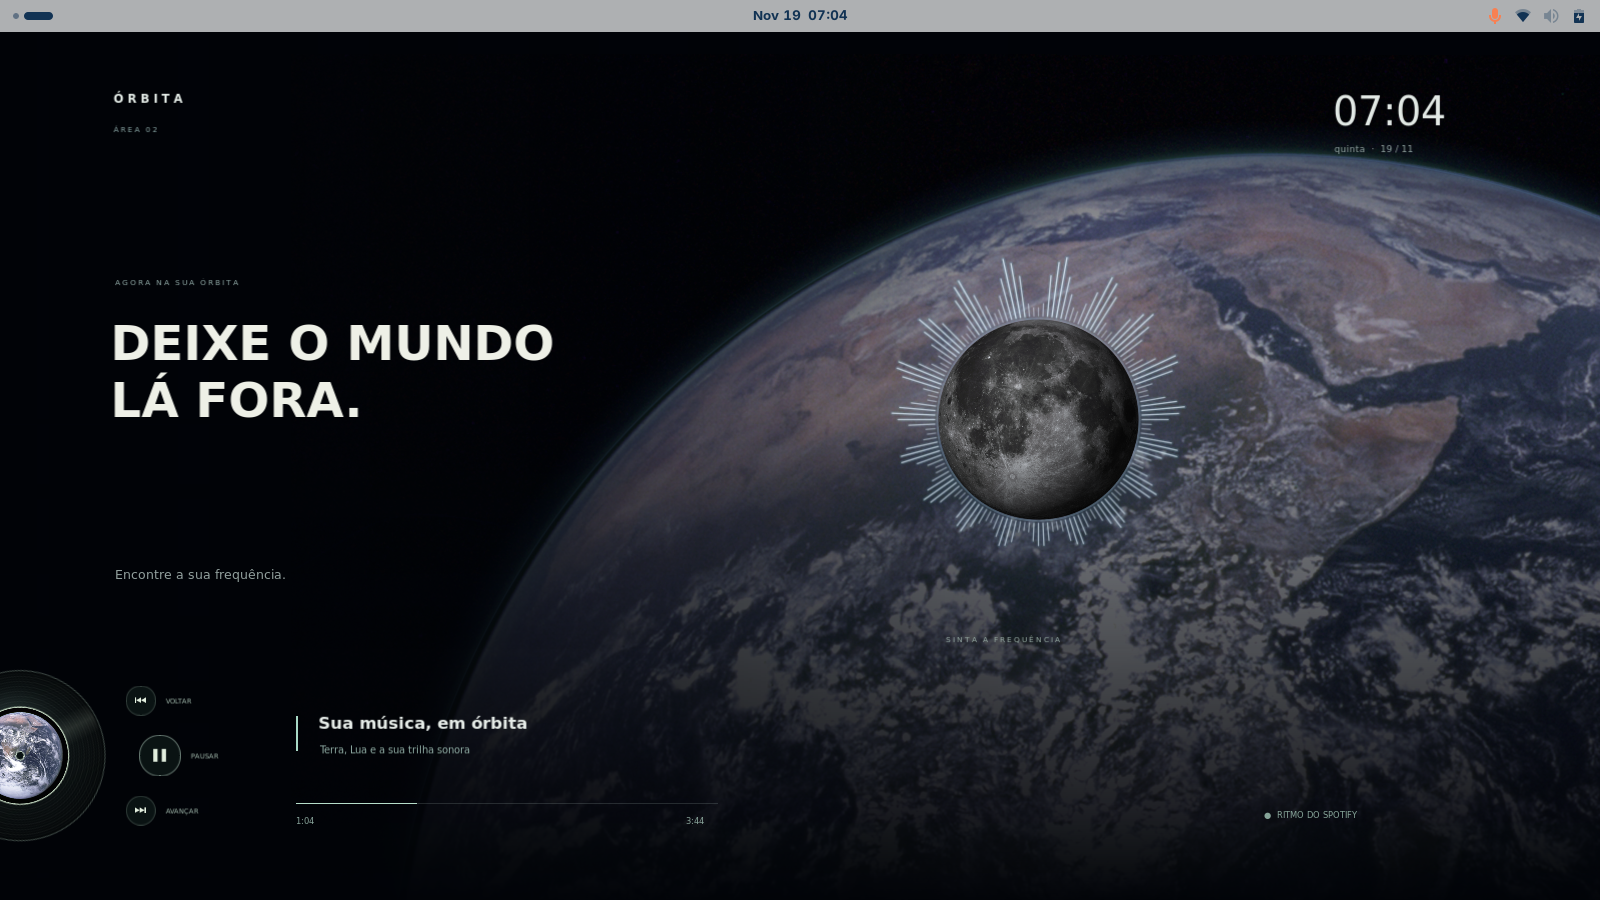 Nov 19 07:04
ÓRBITA
ÁREA 02
07:04
quinta · 19 / 11
AGORA NA SUA ÓRBITA
DEIXE O MUNDO
LÁ FORA.
Encontre a sua frequência.
SINTA A FREQUÊNCIA
VOLTAR
PAUSAR
AVANÇAR
Sua música, em órbita
Terra, Lua e a sua trilha sonora
1:04
3:44
RITMO DO SPOTIFY